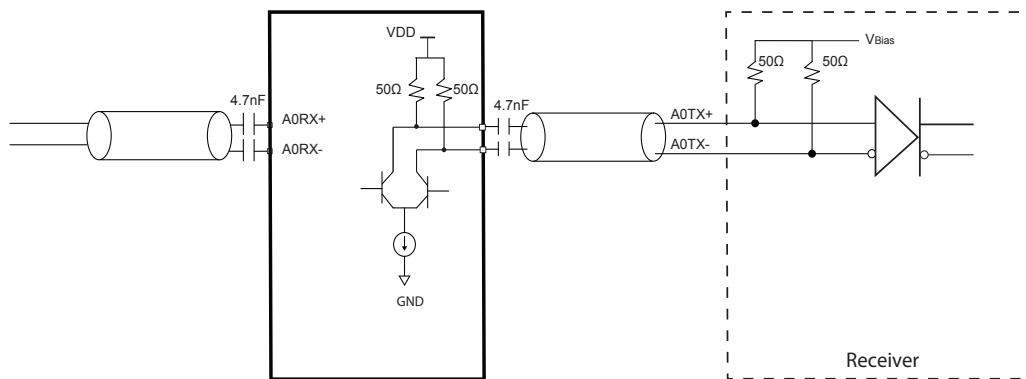 VDD
VBias
50Ω
50Ω
50Ω
50Ω
4.7nF
4.7nF
A0RX+
A0TX+
A0RX-
A0TX-
GND
Receiver